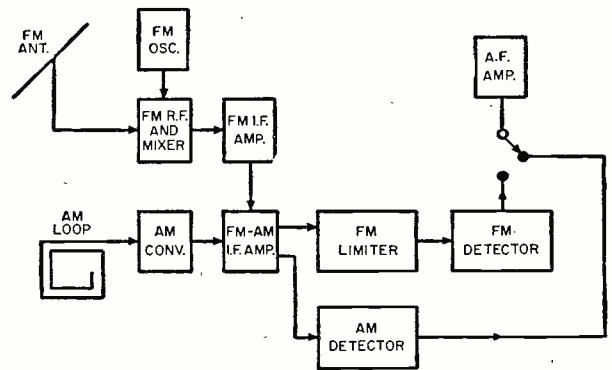 FM
ANT.
FM
OSC.
A.F.
AMP.
FM R.F.
AND
MIXER
FM I.F.
AMP.
AM
LOOP
AM
CONV.
FM-AM
I.F. AMP.
FM
LIMITER
FM
DETECTOR
AM
DETECTOR